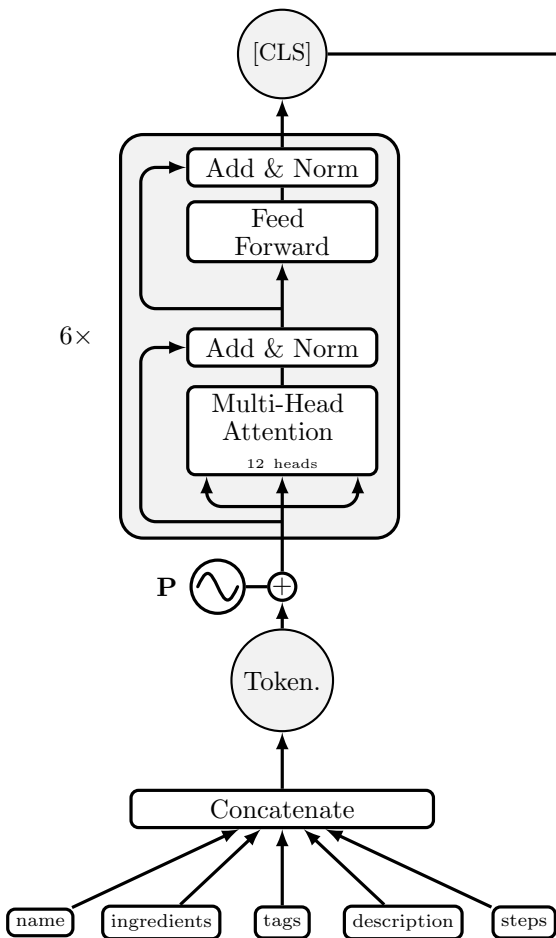 [CLS]
Add & Norm
Feed
Forward
6×
Add & Norm
Multi-Head
Attention
12 heads
P
+
Token.
Concatenate
name
ingredients
tags
description
steps